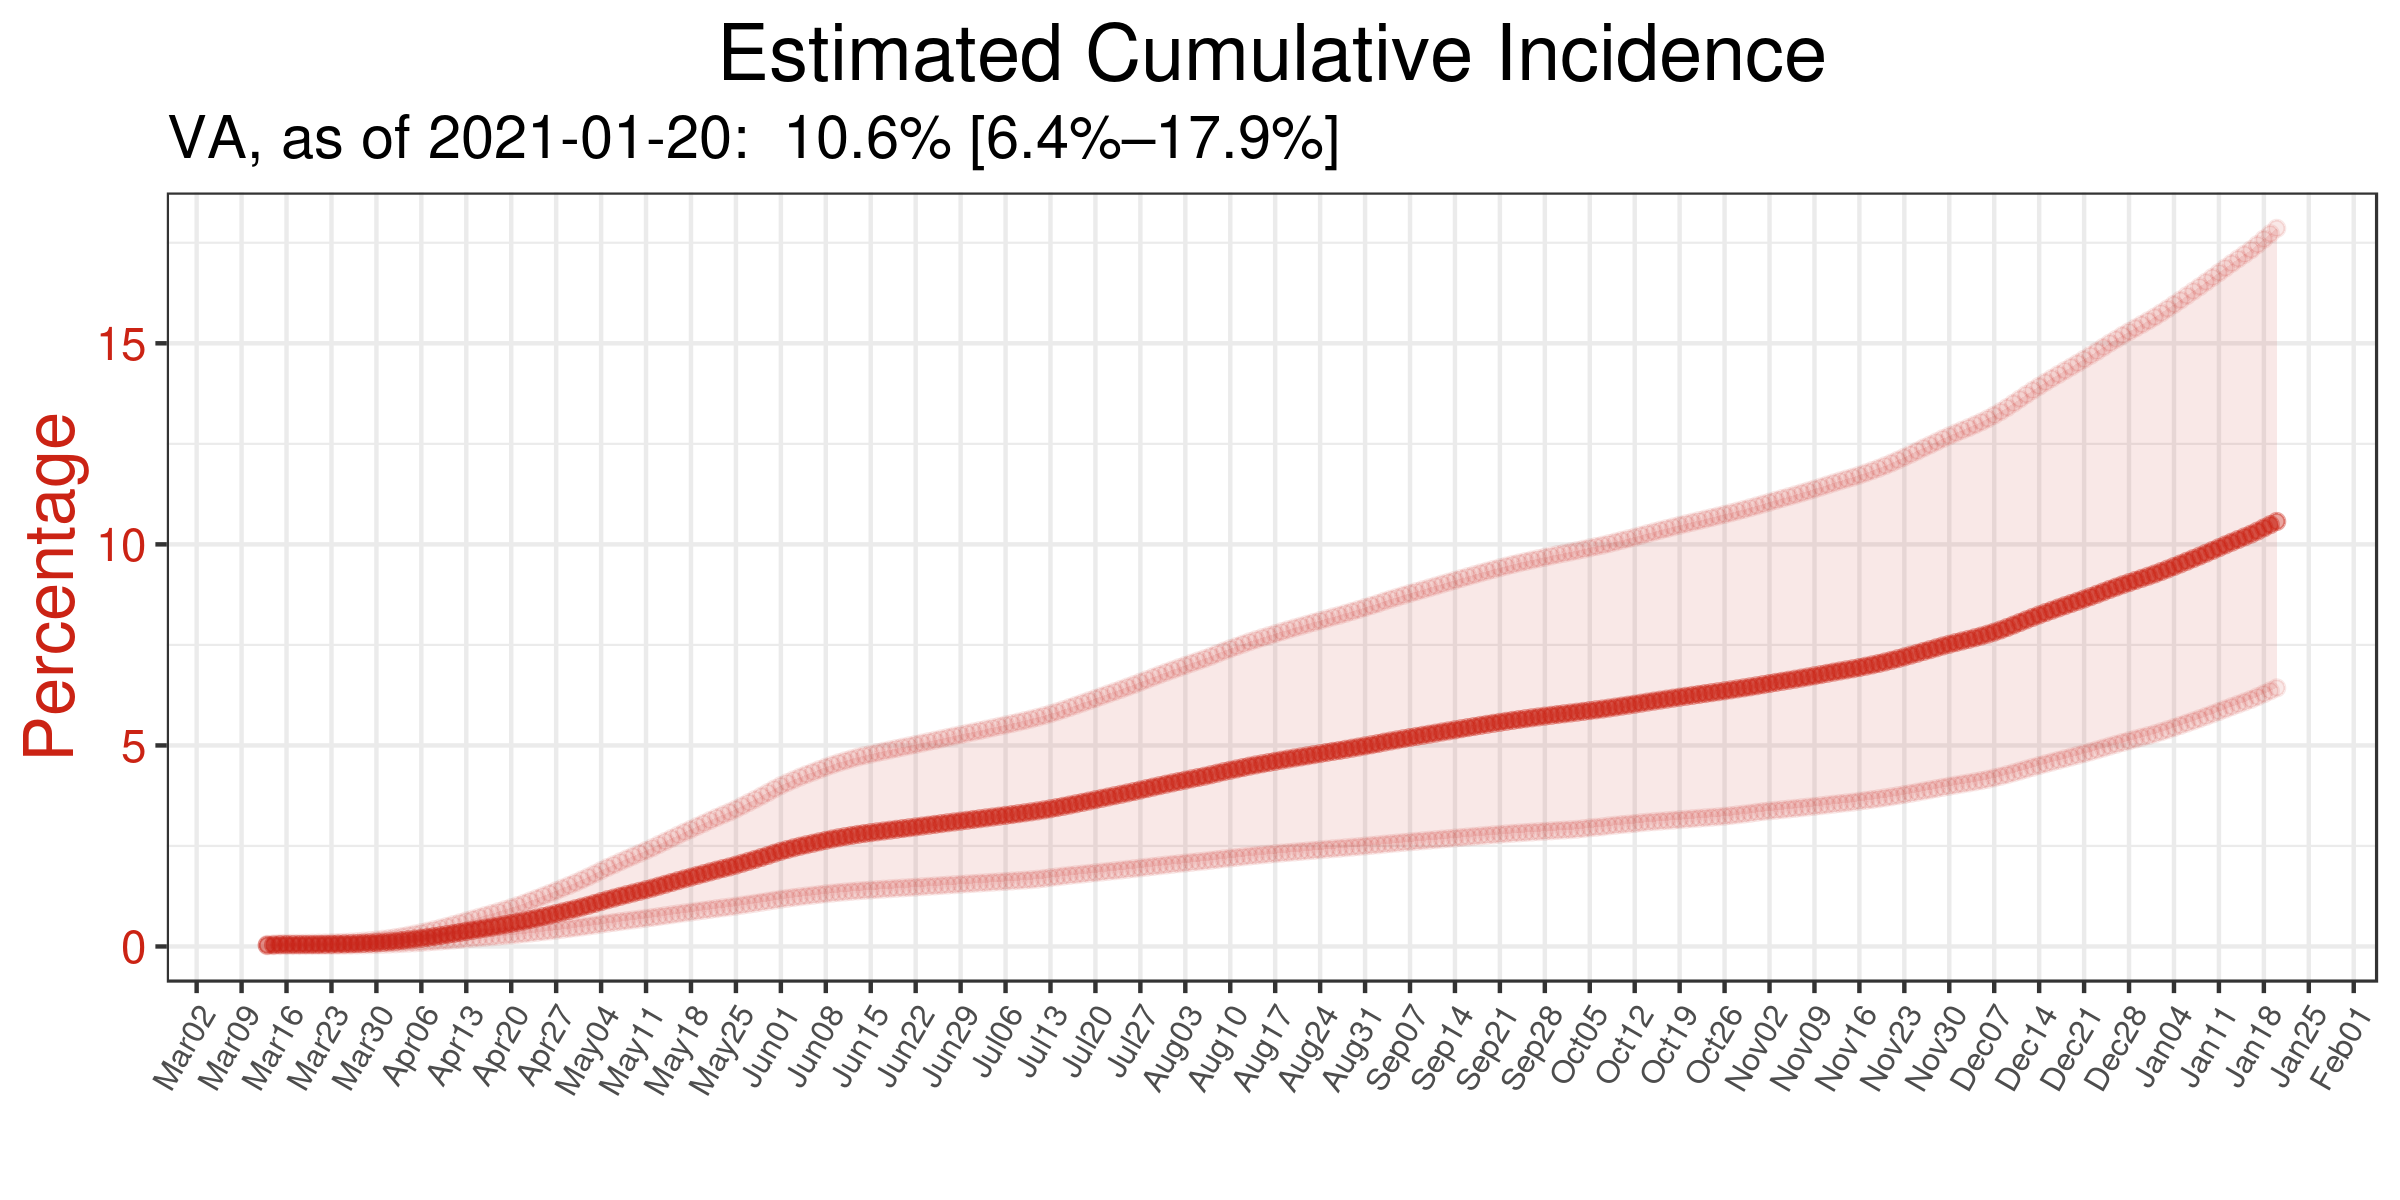 Estimated Cumulative Incidence
VA, as of 2021-01-20:  10.6% [6.4%–17.9%]
Percentage
15
10
5
0
Mar02
Mar09
Mar16
Mar23
Mar30
Apr06
Apr13
Apr20
Apr27
May04
May11
May18
May25
Jun01
Jun08
Jun15
Jun22
Jun29
Jul06
Jul13
Jul20
Jul27
Aug03
Aug10
Aug17
Aug24
Aug31
Sep07
Sep14
Sep21
Sep28
Oct05
Oct12
Oct19
Oct26
Nov02
Nov09
Nov16
Nov23
Nov30
Dec07
Dec14
Dec21
Dec28
Jan04
Jan11
Jan18
Jan25
Feb01